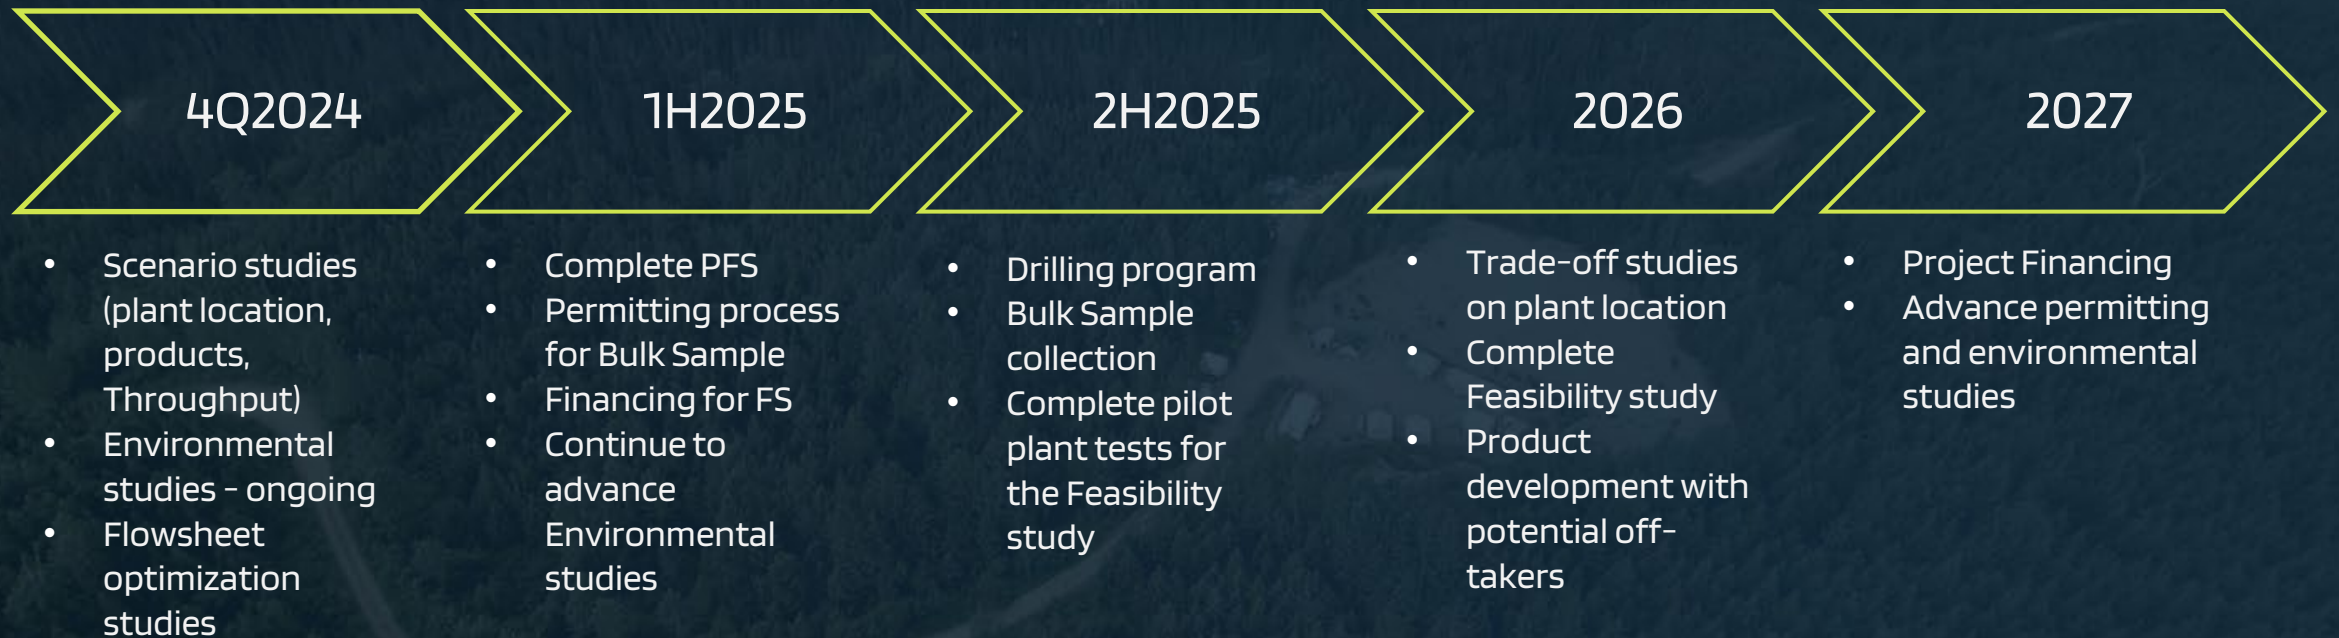 4Q2024
1H2025
2H2025
2026
2027
• Scenario studies
(plant location,
products,
Throughput)
• Environmental
studies - ongoing
• Flowsheet
optimization
studies
• Complete PFS
• Permitting process
for Bulk Sample
• Financing for FS
• Continue to
advance
Environmental
studies
• Drilling program
• Bulk Sample
collection
• Complete pilot
plant tests for
the Feasibility
study
• Trade-off studies
on plant location
• Complete
Feasibility study
• Product
development with
potential off-
takers
• Project Financing
• Advance permitting
and environmental
studies